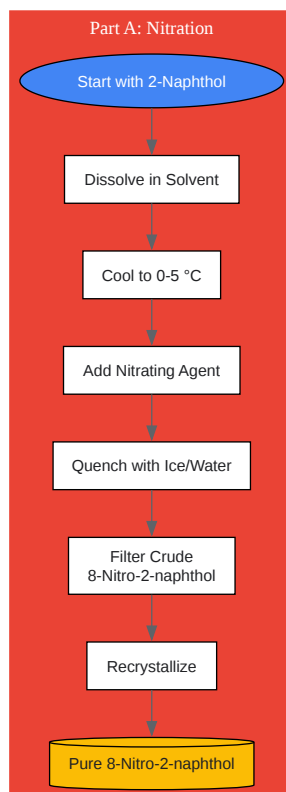 Part A: Nitration
Start with 2-Naphthol
Dissolve in Solvent
Cool to 0-5 °C
Add Nitrating Agent
Quench with Ice/Water
Filter Crude
8-Nitro-2-naphthol
Recrystallize
Pure 8-Nitro-2-naphthol